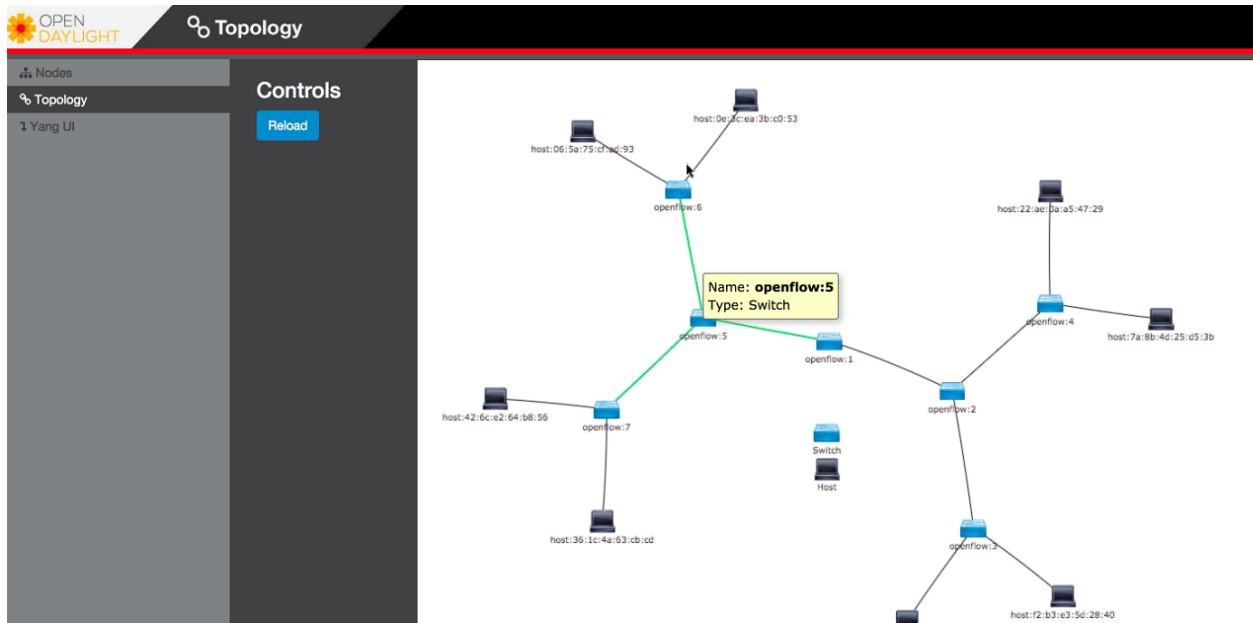 OPEN
DAYLIGHT
Topology
Nodes
Topology
Yang UI
Controls
Reload
host:0e:3c:ea:3b:c0:53
host:06:5a:75:cf:ad:93
openflow:6
host:22:ae:0a:a5:47:29
Name: openflow:5
Type: Switch
openflow:5
openflow:4
host:7a:8b:4d:25:d5:3b
openflow:1
openflow:2
host:42:6c:e2:64:b8:56
openflow:7
Switch
Host
host:36:1c:4a:63:cb:cd
openflow:3
host:f2:b3:e3:5d:28:40